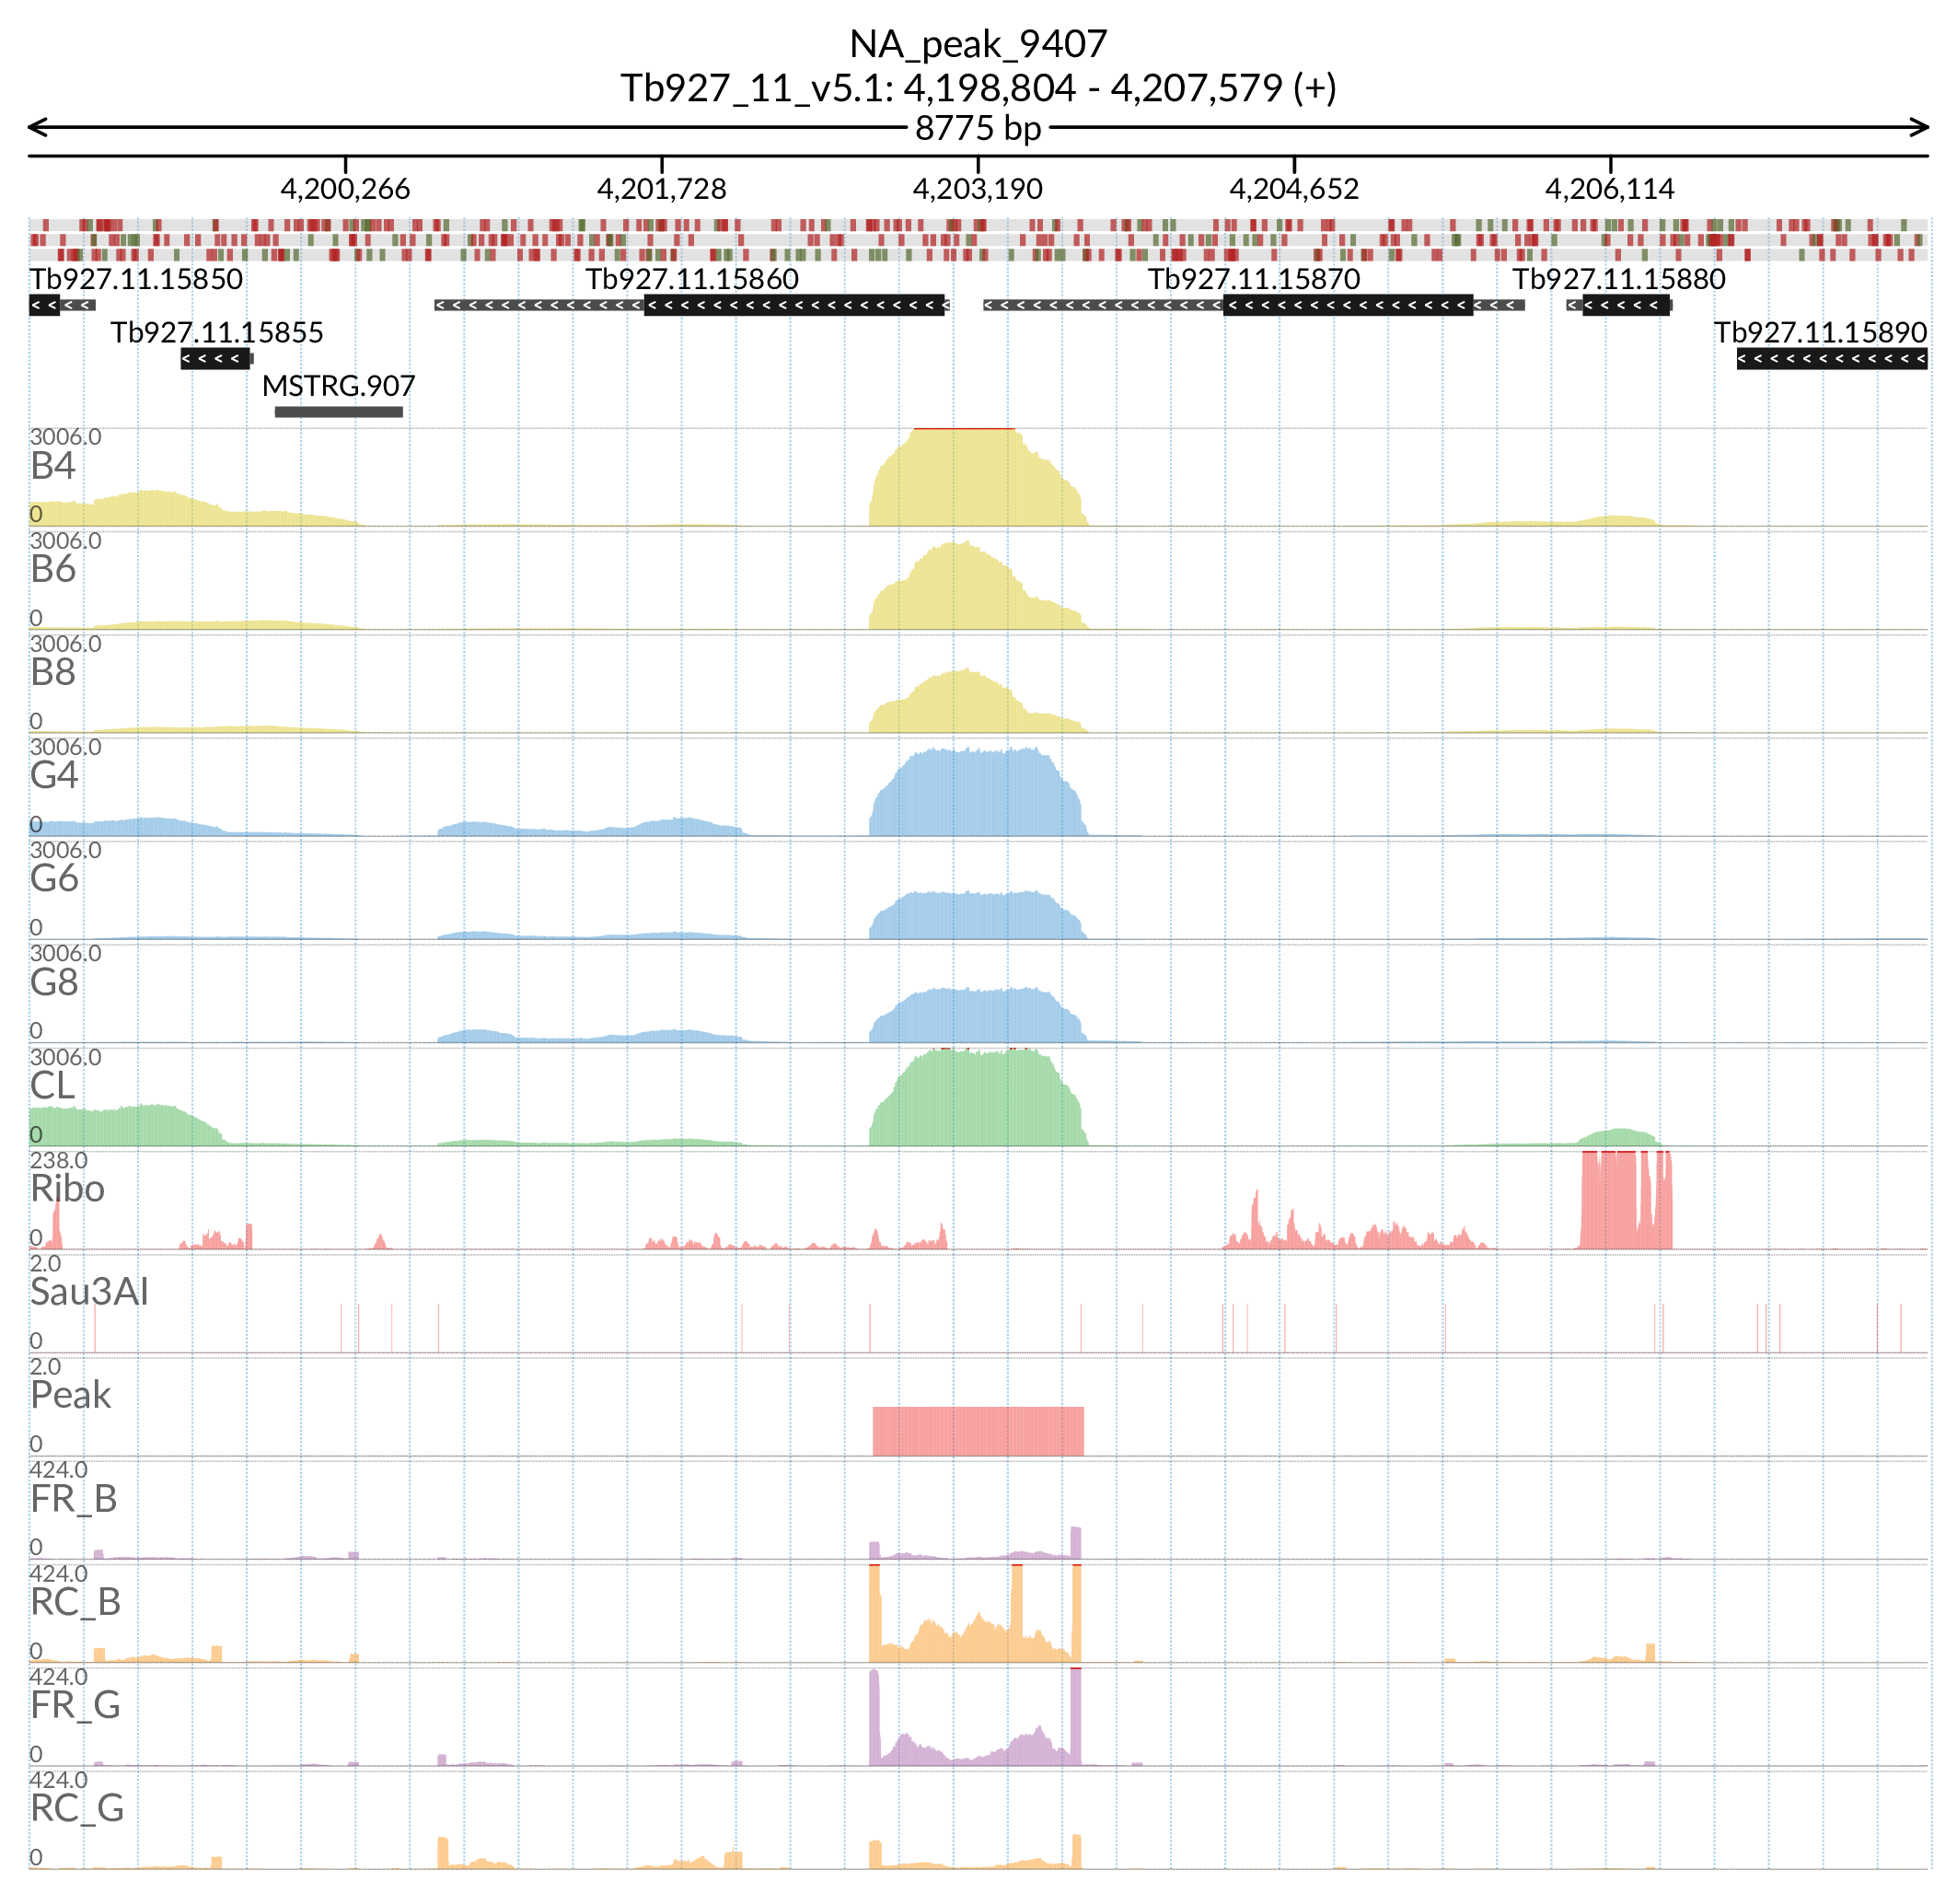 NA_peak_9407
Tb927_11_v5.1: 4,198,804 - 4,207,579 (+)
8775 bp
4,200,266 4,201,728 4,203,190 4,204,652 4,206,114
Tb927.11.15850 Tb927.11.15860 Tb927.11.15870 Tb927.11.15880
Tb927.11.15855 Tb927.11.15890
MSTRG.907
3006.0
B4
0
3006.0
B6
0
3006.0
B8
0
3006.0
G4
0
3006.0
G6
0
3006.0
G8
0
3006.0
CL
0
238.0
Ribo
0
2.0
Sau3AI
0
2.0
Peak
0
424.0
FR_B
0
424.0
RC_B
0
424.0
FR_G
0
424.0
RC_G
0